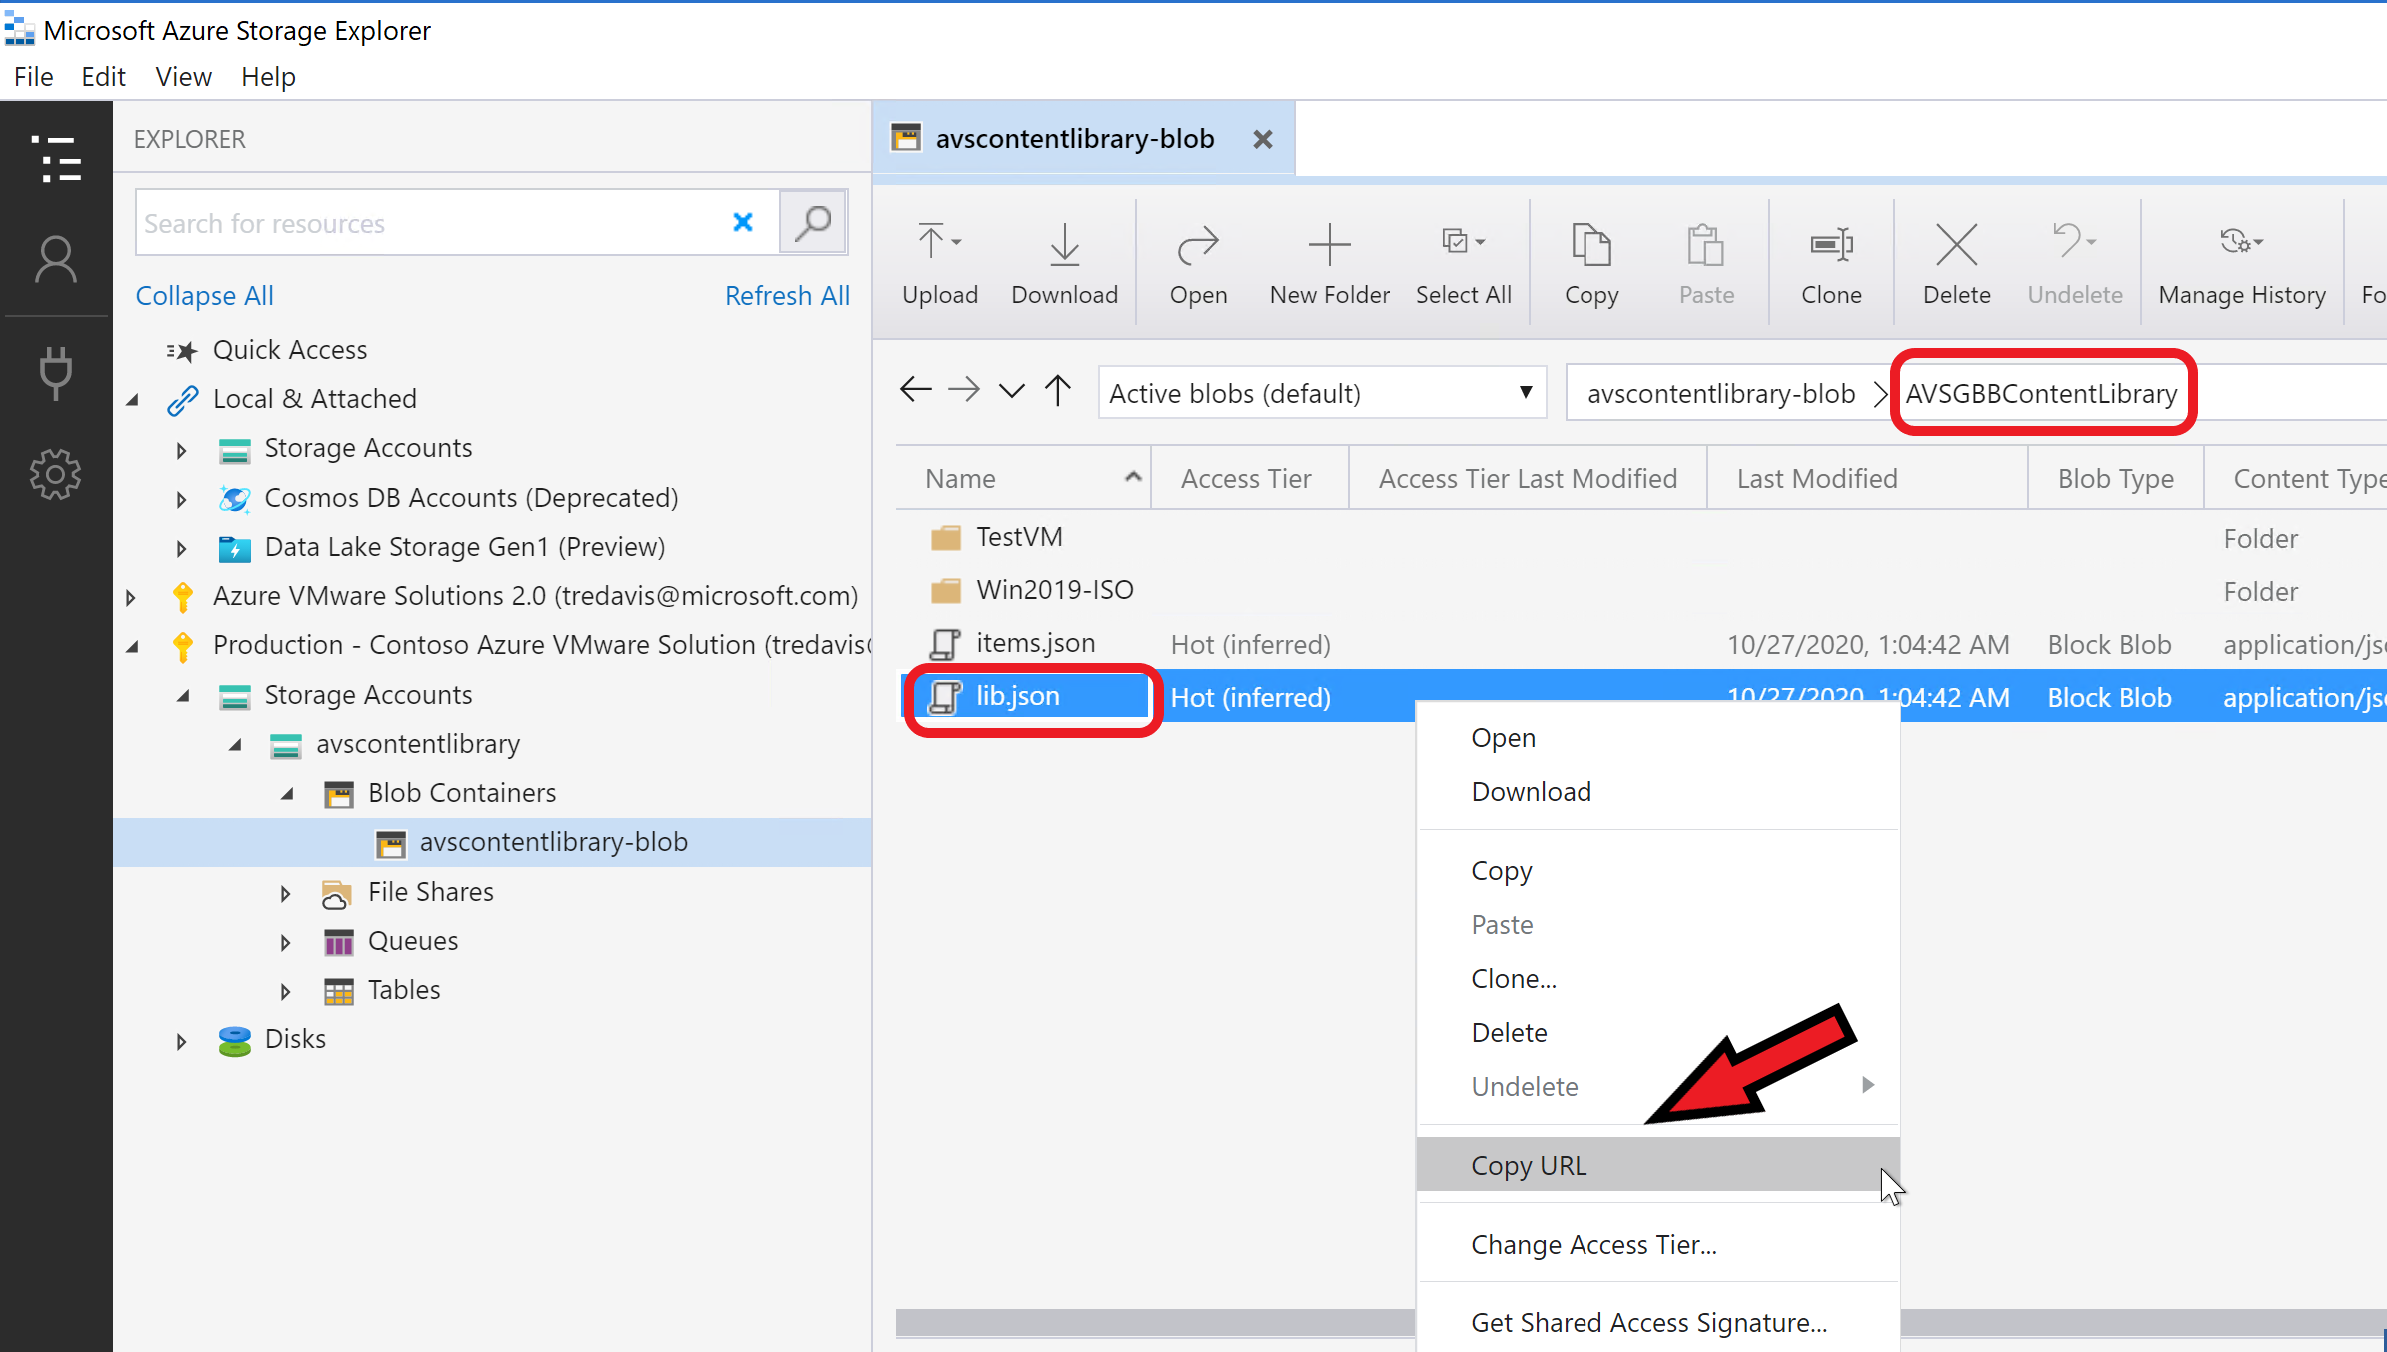 Microsoft Azure Storage Explorer
File Edit View Help
EXPLORER
Search for resources
Collapse All Refresh All
Quick Access
Local & Attached
Storage Accounts
Cosmos DB Accounts (Deprecated)
Data Lake Storage Gen1 (Preview)
Azure VMware Solutions 2.0 (tredavis@microsoft.com)
Production - Contoso Azure VMware Solution (tredavis
Storage Accounts
avscontentlibrary
Blob Containers
avscontentlibrary-blob
File Shares
Queues
Tables
Disks
avscontentlibrary-blob
Upload Download Open New Folder Select All Copy Paste Clone Delete Undelete Manage History Fo
Active blobs (default) avscontentlibrary-blob AVSGBBContentLibrary
Name Access Tier Access Tier Last Modified Last Modified Blob Type Content Type
TestVM Folder
Win2019-ISO Folder
items.json Hot (inferred) 10/27/2020, 1:04:42 AM Block Blob application/js
lib.json Hot (inferred) 10/27/2020, 1:04:42 AM Block Blob application/js
Open
Download
Copy
Paste
Clone...
Delete
Undelete
Copy URL
Change Access Tier...
Get Shared Access Signature...